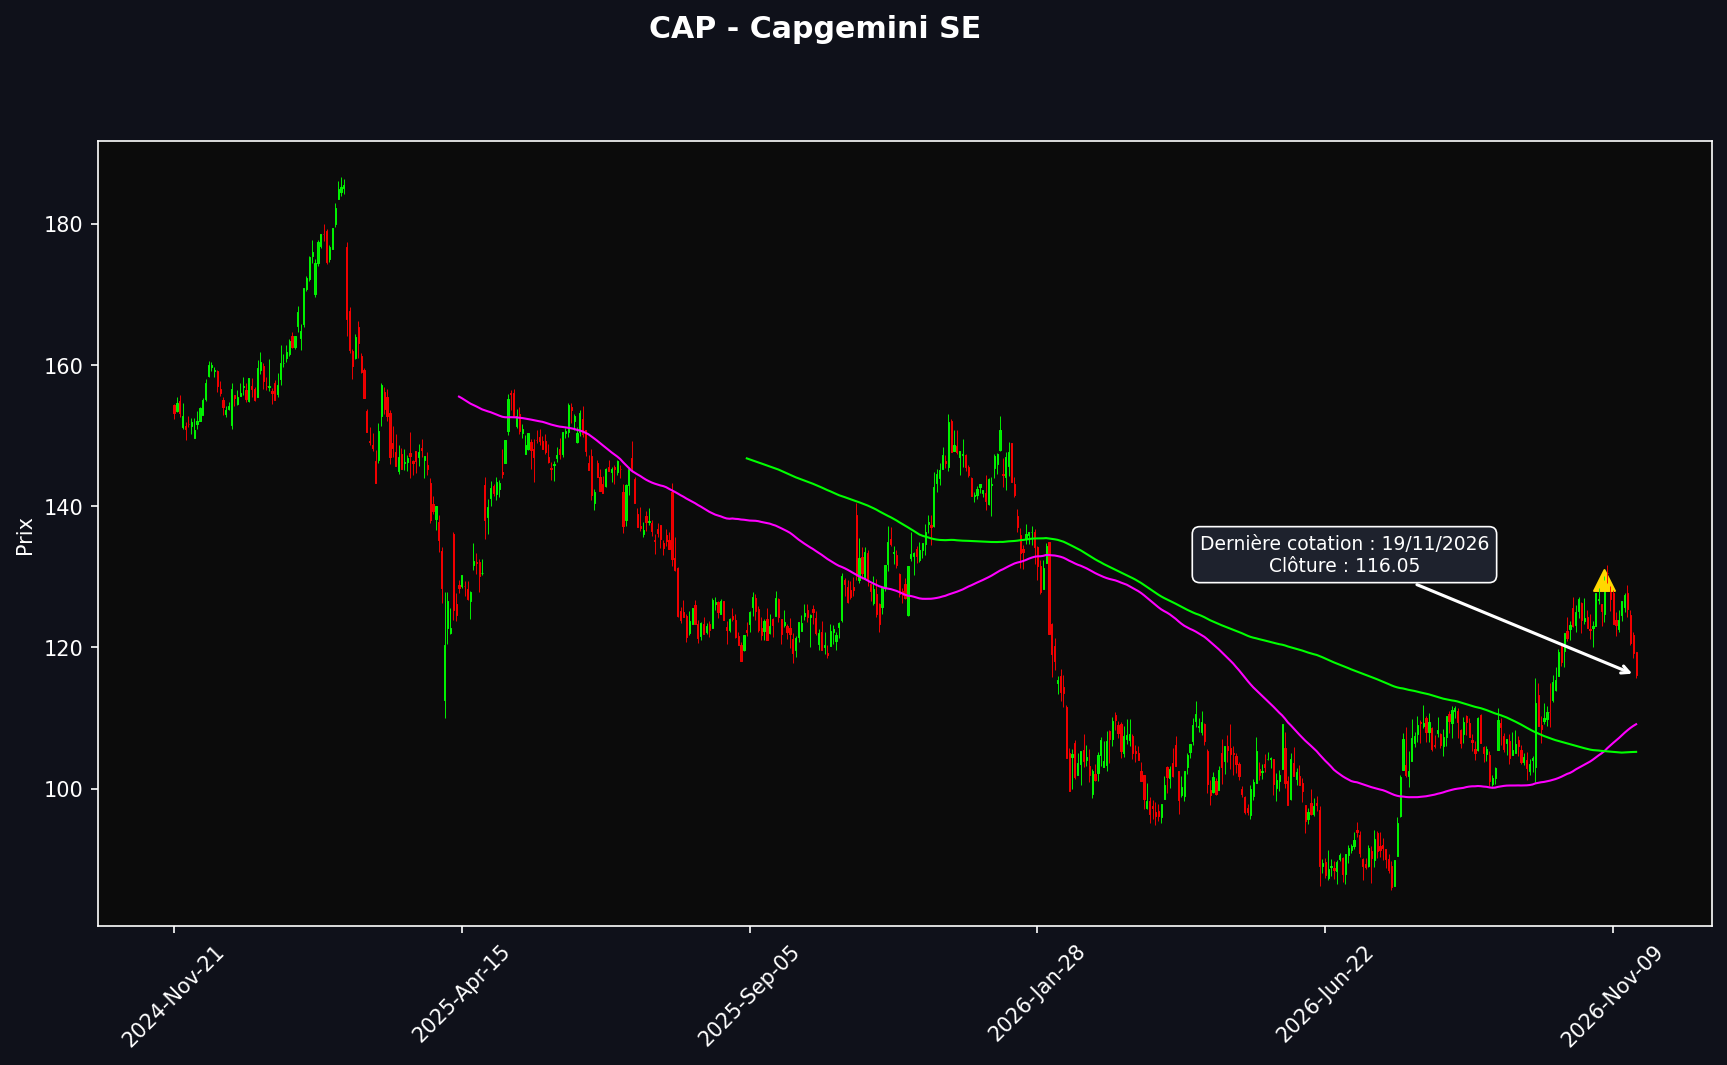 CAP - Capgemini SE
Prix
180
160
140
120
100
Dernière cotation : 19/11/2026
Clôture : 116.05
2024-Nov-21
2025-Apr-15
2025-Sep-05
2026-Jan-28
2026-Jun-22
2026-Nov-09